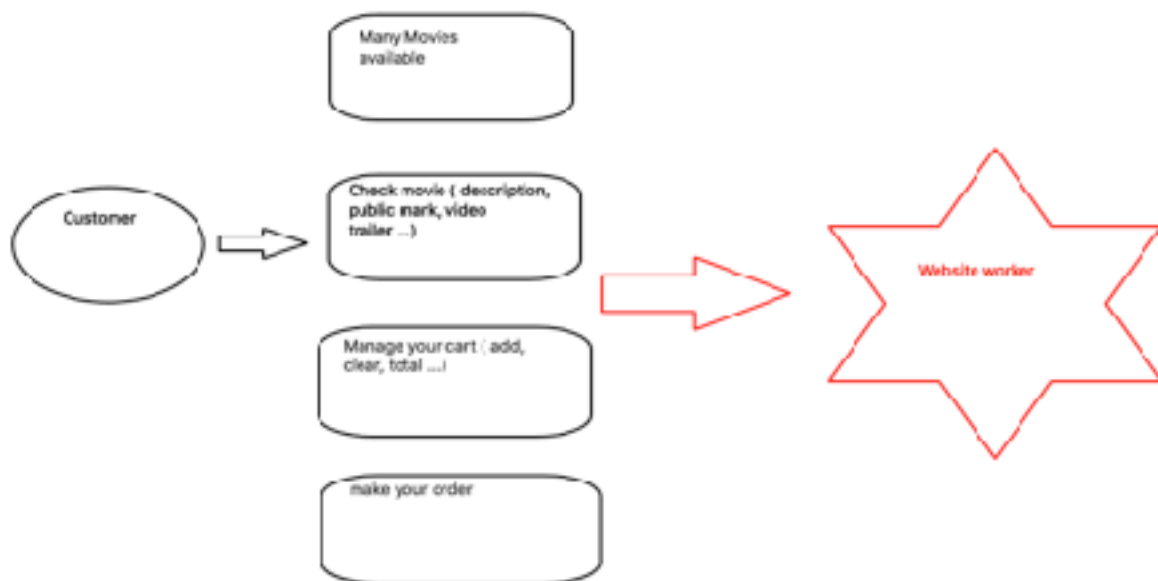 Many Movies
available
Customer
Check movie ( description,
public mark, video
trailer ...)
Manage your cart ( add,
clear, total ....)
make your order
Website worker